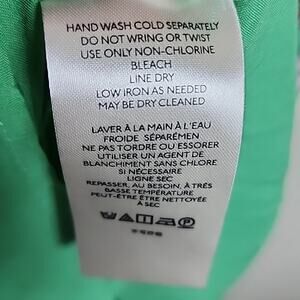 HAND WASH COLD SEPARATELY
DO NOT WRING OR TWIST
USE ONLY NON-CHLORINE
BLEACH
LINE DRY
LOW IRON AS NEEDED
MAY BE DRY CLEANED
LAVER À LA MAIN À L'EAU
FROIDE SÉPARÉMEN
NE PAS TORDRE OU ESSORER
UTILISER UN AGENT DE
BLANCHIMENT SANS CHLORE
SI NÉCESSAIRE
LIGNE SEC
REPASSER, AU BESOIN, À TRÈS
BASSE TEMPÉRATURE
PEUT-ÊTRE ÊTRE NETTOYÉE
À SEC